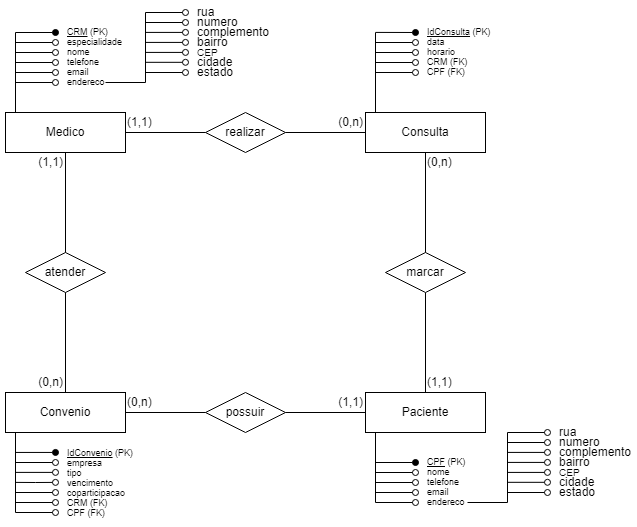 CRM (PK)
especialidade
nome
telefone
email
endereco
rua
numero
complemento
bairro
CEP
cidade
estado
IdConsulta (PK)
data
horario
CRM (FK)
CPF (FK)
Medico
(1,1)
realizar
(0,n)
Consulta
(1,1)
(0,n)
atender
marcar
(0,n)
(1,1)
Convenio
(0,n)
possuir
(1,1)
Paciente
IdConvenio (PK)
empresa
tipo
vencimento
coparticipacao
CRM (FK)
CPF (FK)
CPF (PK)
nome
telefone
email
endereco
rua
numero
complemento
bairro
CEP
cidade
estado